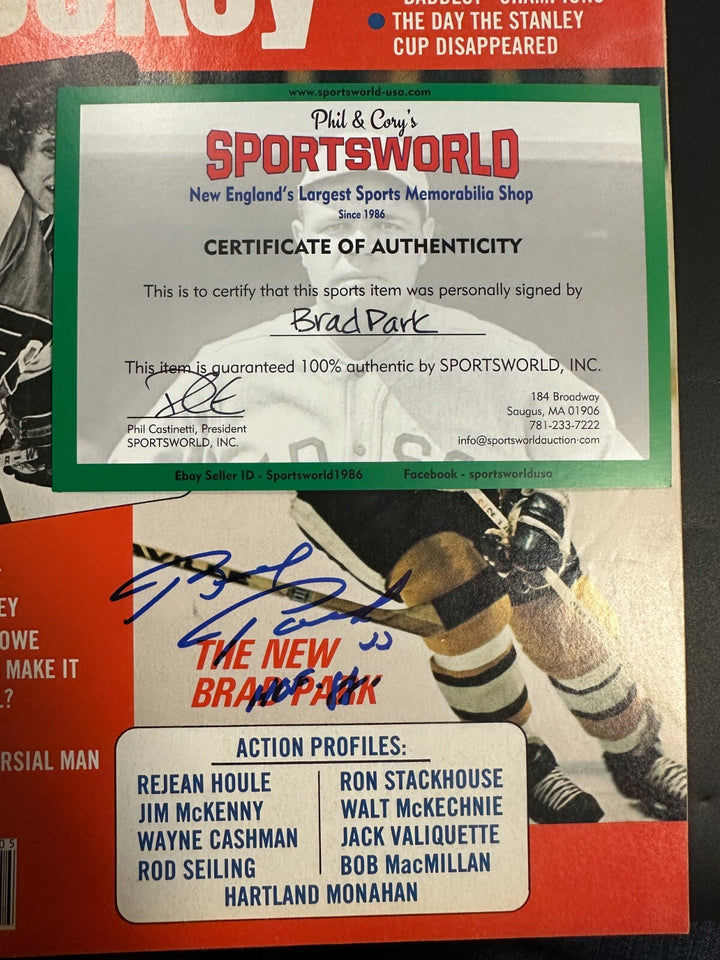 • THE DAY THE STANLEY
CUP DISAPPEARED
www.sportsworld-usa.com
Phil & Cory's
SPORTSWORLD
New England's Largest Sports Memorabilia Shop
Since 1986
CERTIFICATE OF AUTHENTICITY
This is to certify that this sports item was personally signed by
Brad Park
This item is guaranteed 100% authentic by SPORTSWORLD, INC.
Phil Castinetti, President
SPORTSWORLD, INC.
184 Broadway
Saugus, MA 01906
781-233-7222
info@sportsworldauction.com
Ebay Seller ID - Sportsworld1986
Facebook - sportsworldusa
EY
OWE
MAKE IT
L?
RSIAL MAN
Brad Park 22
THE NEW
BRAD PARK
ACTION PROFILES:
REJEAN HOULE
JIM McKENNY
WAYNE CASHMAN
ROD SEILING
RON STACKHOUSE
WALT McKECHNIE
JACK VALIQUETTE
BOB MacMILLAN
HARTLAND MONAHAN
05